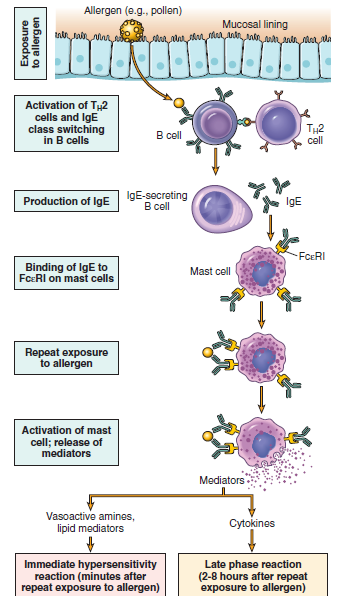 Allergen (e.g., pollen)
Mucosal lining
Exposure
to allergen
Activation of TH2
cells and IgE
class switching
in B cells
B cell
TH2
cell
Production of IgE
IgE-secreting
B cell
IgE
Binding of IgE to
FcεRI on mast cells
FcεRI
Mast cell
Repeat exposure
to allergen
Activation of mast
cell; release of
mediators
Mediators
Vasoactive amines,
lipid mediators
Cytokines
Immediate hypersensitivity
reaction (minutes after
repeat exposure to allergen)
Late phase reaction
(2-8 hours after repeat
exposure to allergen)